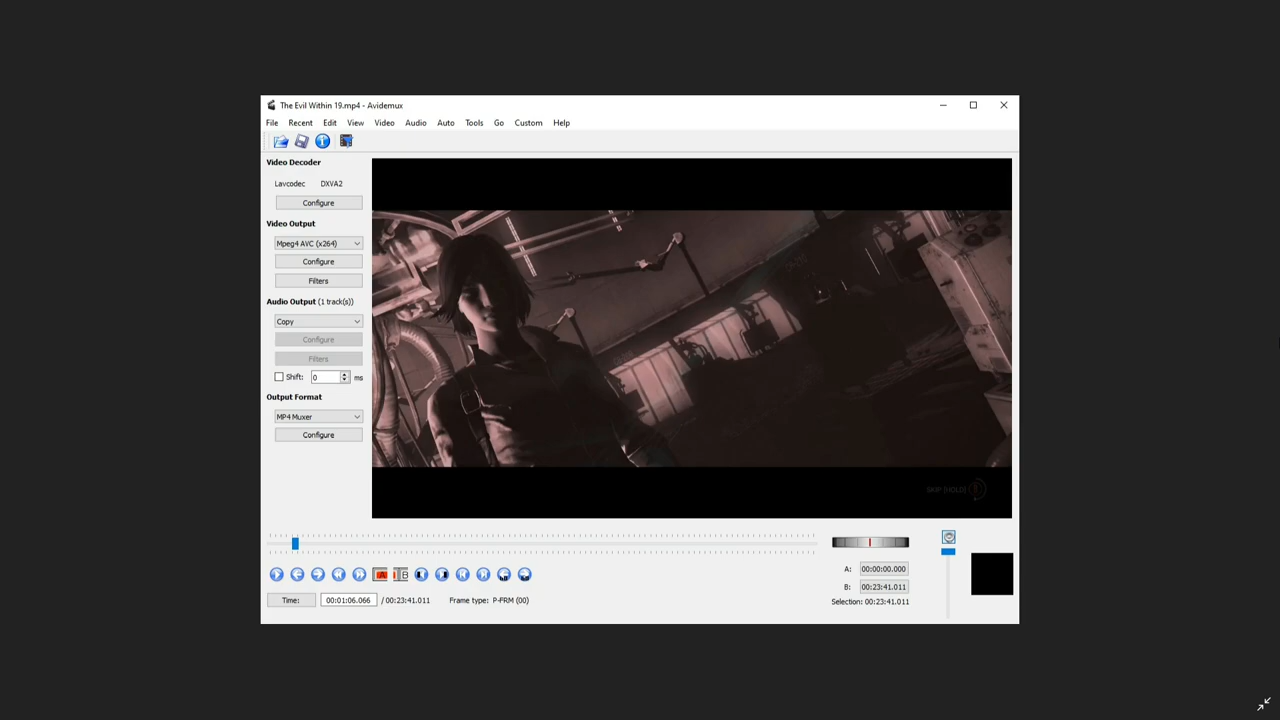 The Evil Within 19.mp4 - Avidemux
File Recent Edit View Video Audio Auto Tools Go Custom Help
Video Decoder
Lavcodec DXVA2
Configure
Video Output
Mpeg4 AVC (x264)
Configure
Filters
Audio Output (1 track(s))
Copy
Configure
Filters
Shift: 0 ms
Output Format
MP4 Muxer
Configure
SKIP [HOLD]
A B
A: 00:00:00.000
B: 00:23:41.011
Selection: 00:23:41.011
Time: 00:01:06.066 / 00:23:41.011 Frame type: P-FRM (00)